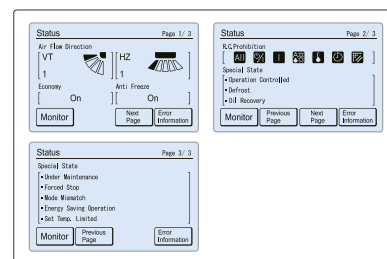 Status Page 1/ 3
Air Flow Direction
VT HZ
1 1
Economy Anti Freeze
On On
Monitor Next Page Error Information
Status Page 2/ 3
R.C.Prohibition
All
Special State
• Operation Controlled
• Defrost
• Oil Recovery
Monitor Previous Page Next Page Error Information
Status Page 3/ 3
Special State
• Under Maintenance
• Forced Stop
• Mode Mismatch
• Energy Saving Operation
• Set Temp. Limited
Monitor Previous Page Error Information